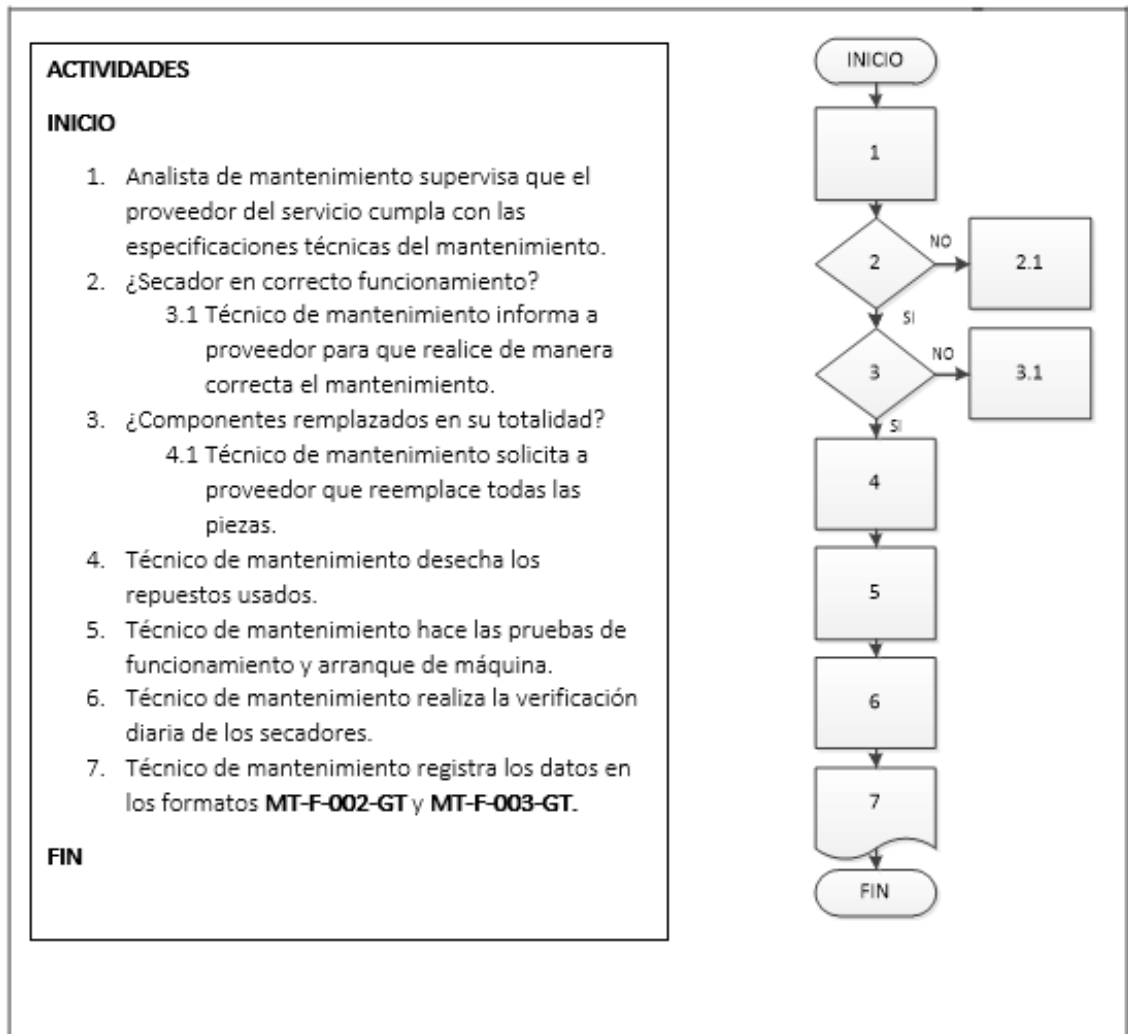 ACTIVIDADES
INICIO
1. Analista de mantenimiento supervisa que el
proveedor del servicio cumpla con las
especificaciones técnicas del mantenimiento.
2. ¿Secador en correcto funcionamiento?
3.1 Técnico de mantenimiento informa a
proveedor para que realice de manera
correcta el mantenimiento.
3. ¿Componentes remplazados en su totalidad?
4.1 Técnico de mantenimiento solicita a
proveedor que reemplace todas las
piezas.
4. Técnico de mantenimiento desecha los
repuestos usados.
5. Técnico de mantenimiento hace las pruebas de
funcionamiento y arranque de máquina.
6. Técnico de mantenimiento realiza la verificación
diaria de los secadores.
7. Técnico de mantenimiento registra los datos en
los formatos MT-F-002-GT y MT-F-003-GT.
FIN
INICIO
1
2
NO
2.1
SI
3
NO
3.1
SI
4
5
6
7
FIN